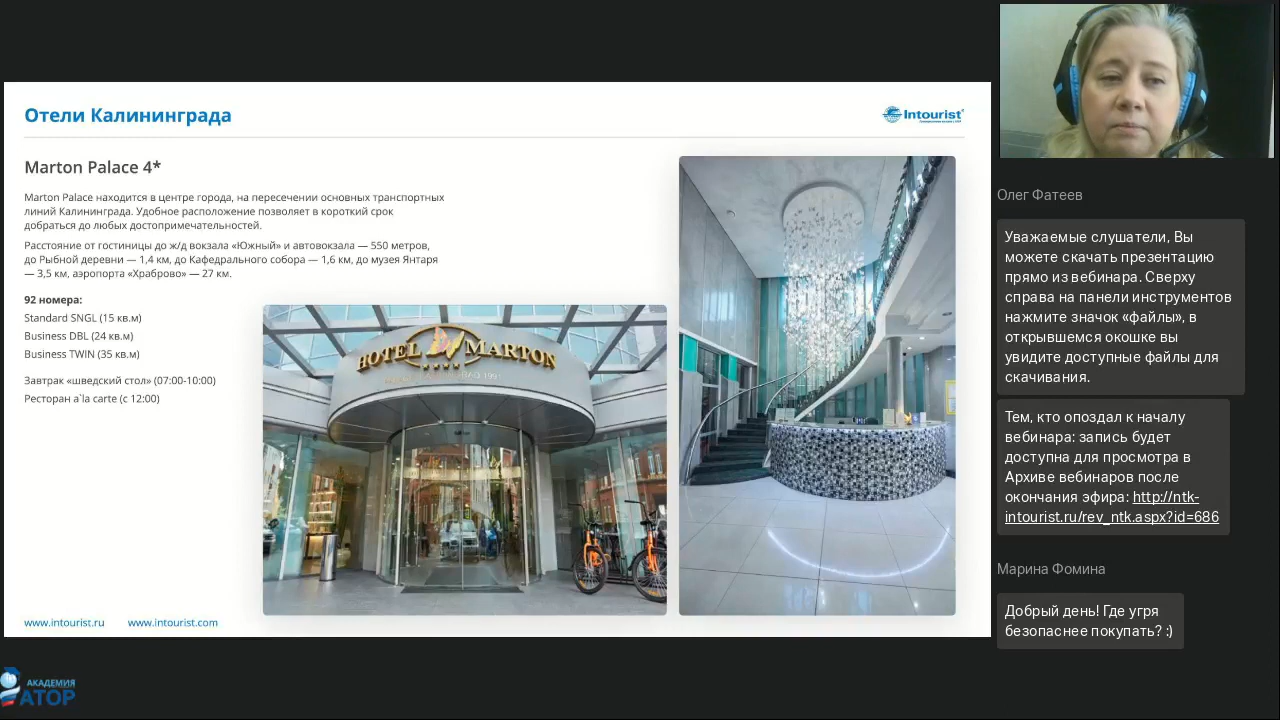 Отели Калининграда
Intourist
Marton Palace 4*
Marton Palace находится в центре города, на пересечении основных транспортных
линий Калининграда. Удобное расположение позволяет в короткий срок
добраться до любых достопримечательностей.
Расстояние от гостиницы до ж/д вокзала «Южный» и автовокзала — 550 метров,
до Рыбной деревни — 1,4 км, до Кафедрального собора — 1,6 км, до музея Янтаря
— 3,5 км, аэропорта «Храброво» — 27 км.
92 номера:
Standard SNGL (15 кв.м)
Business DBL (24 кв.м)
Business TWIN (35 кв.м)
Завтрак «шведский стол» (07:00-10:00)
Ресторан a`la carte (с 12:00)
HOTEL MARTON
www.intourist.ru www.intourist.com
АКАДЕМИЯ
АТОР
Олег Фатеев
Уважаемые слушатели, Вы
можете скачать презентацию
прямо из вебинара. Сверху
справа на панели инструментов
нажмите значок «файлы», в
открывшемся окошке вы
увидите доступные файлы для
скачивания.
Тем, кто опоздал к началу
вебинара: запись будет
доступна для просмотра в
Архиве вебинаров после
окончания эфира: http://ntk-
intourist.ru/rev_ntk.aspx?id=686
Марина Фомина
Добрый день! Где угря
безопаснее покупать? :)